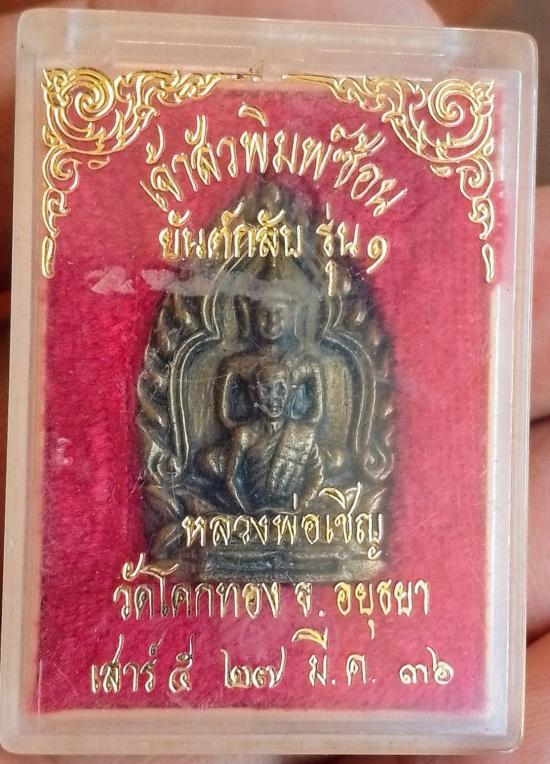 เจ้าสัวพิมพ์ซ้อน
ยันต์กลับ รุ่น ๑
หลวงพ่อเชิญ
วัดโคกทอง จ. อยุธยา
เสาร์ ๕ ๒๗ มี.ค. ๓๖